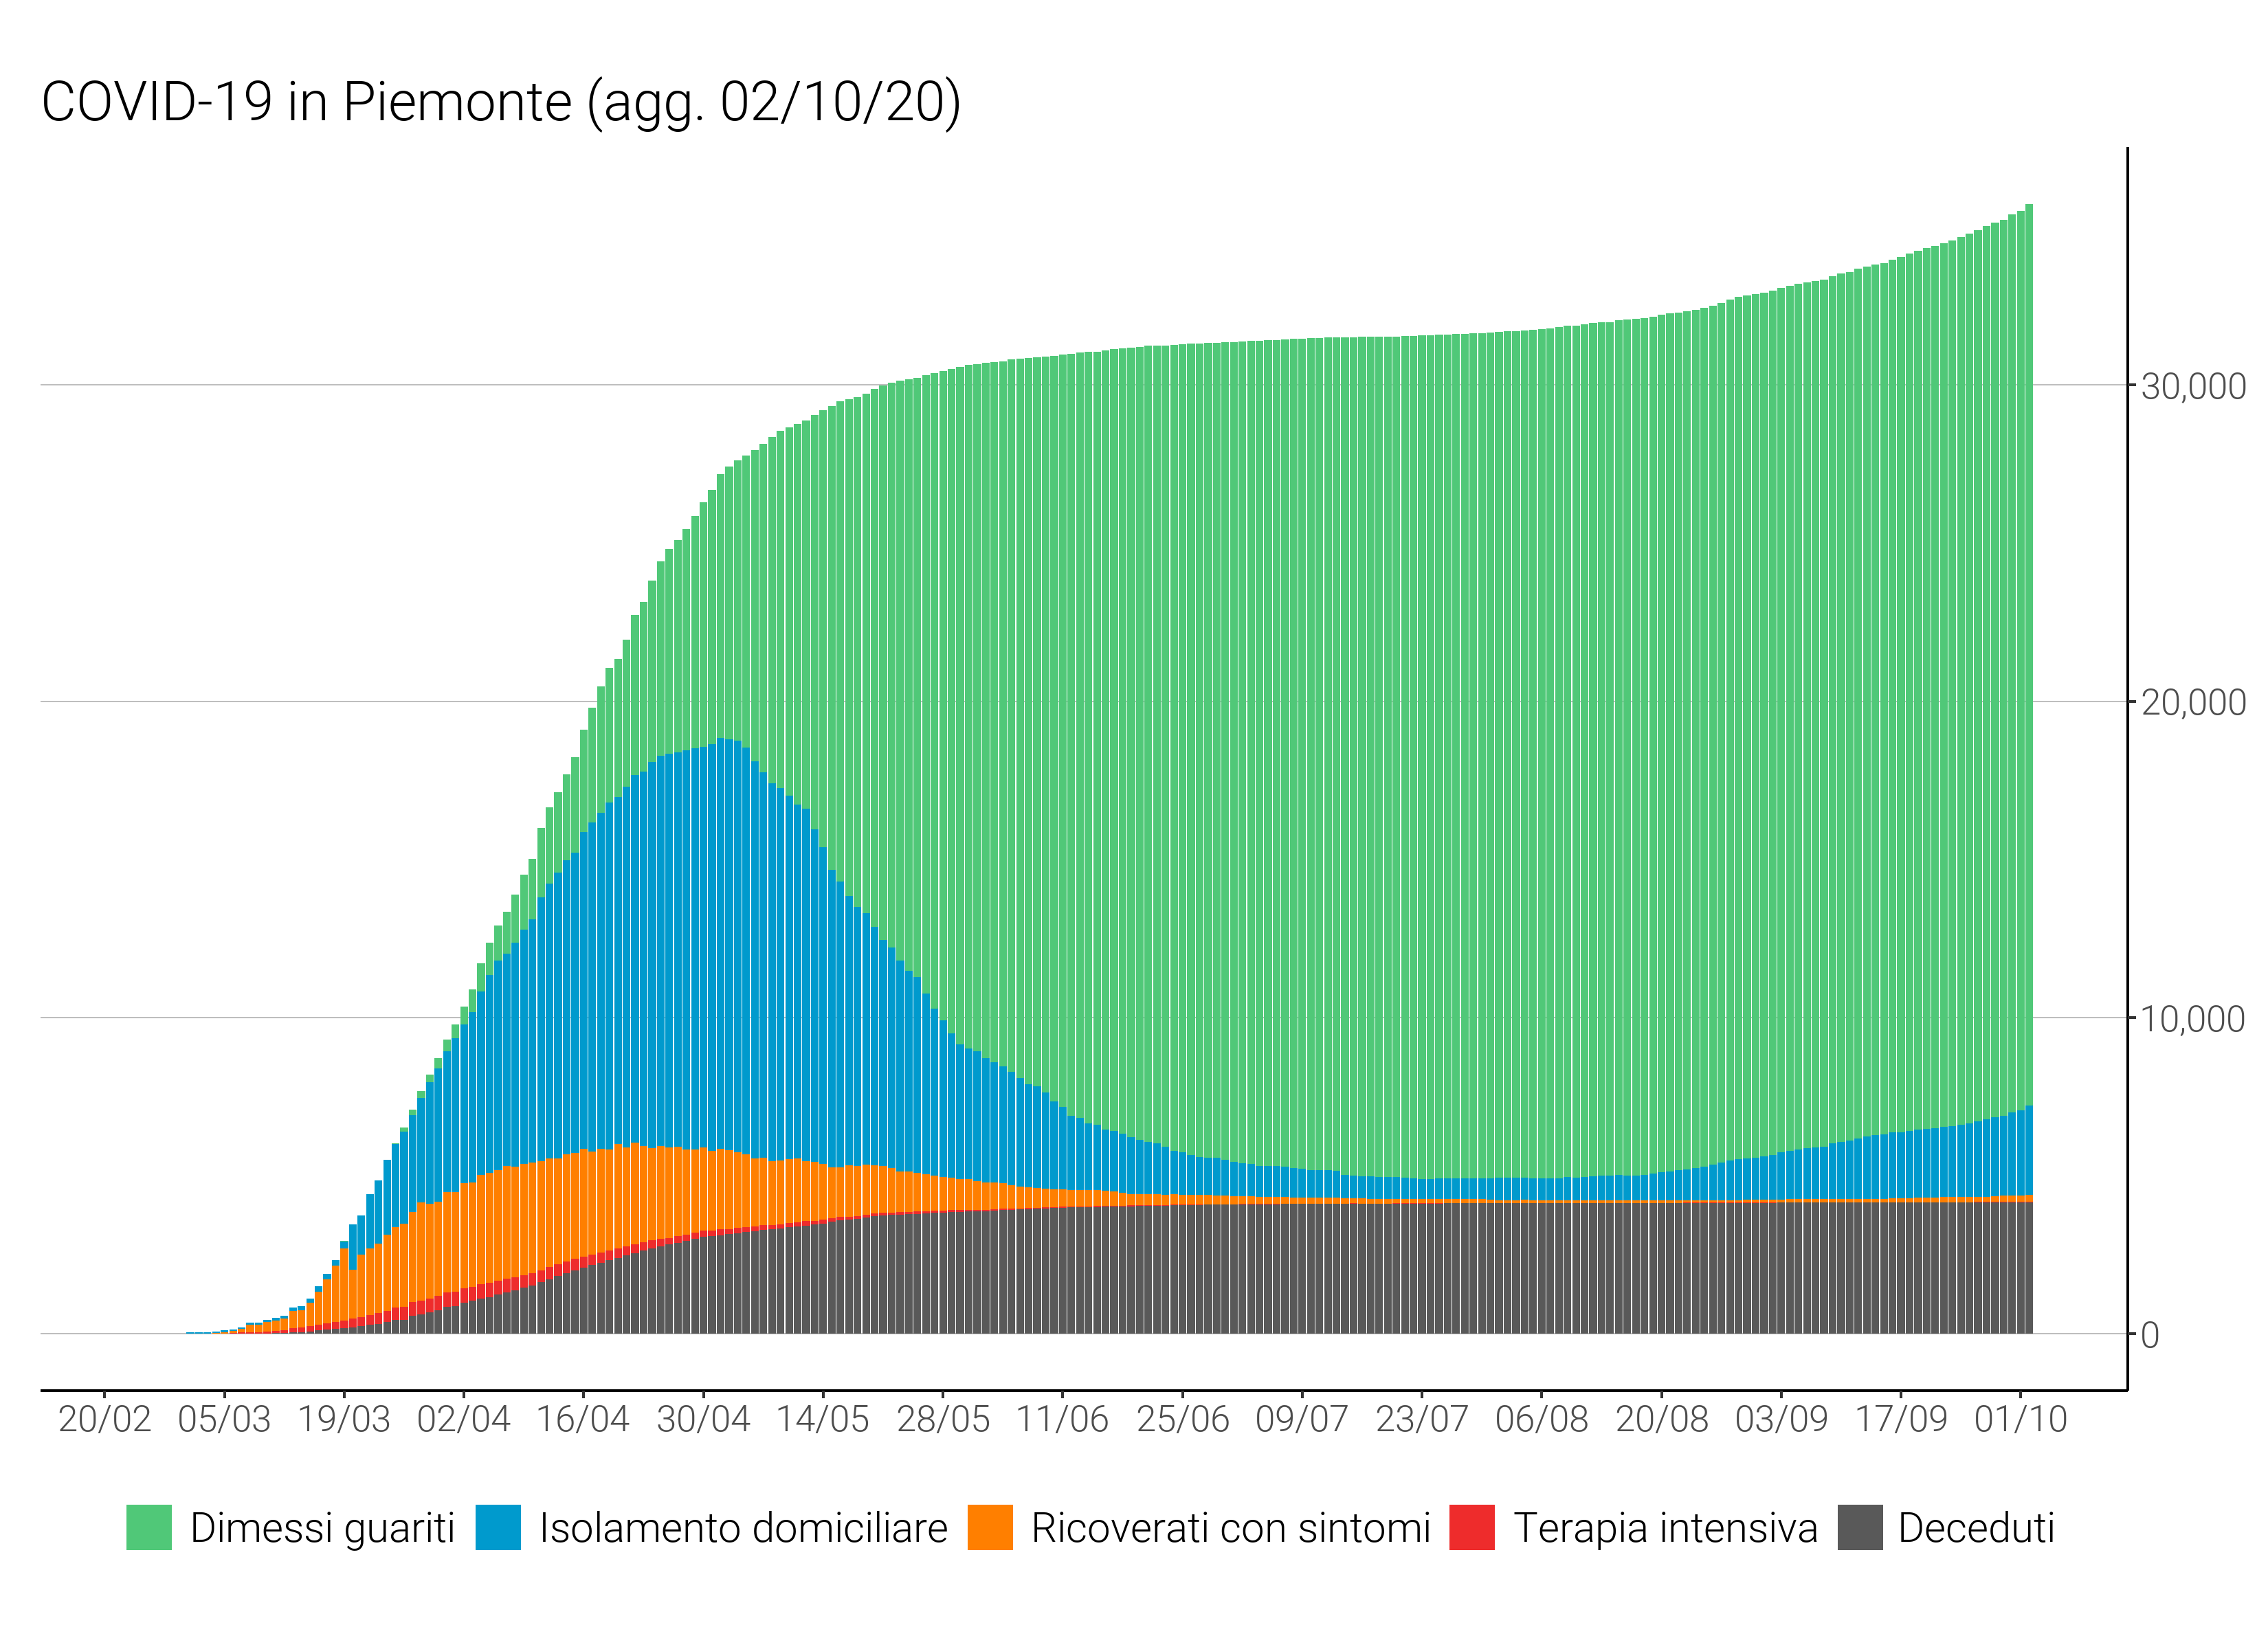 COVID-19 in Piemonte (agg. 02/10/20)
30,000
20,000
10,000
0
20/02 05/03 19/03 02/04 16/04 30/04 14/05 28/05 11/06 25/06 09/07 23/07 06/08 20/08 03/09 17/09 01/10
Dimessi guariti Isolamento domiciliare Ricoverati con sintomi Terapia intensiva Deceduti